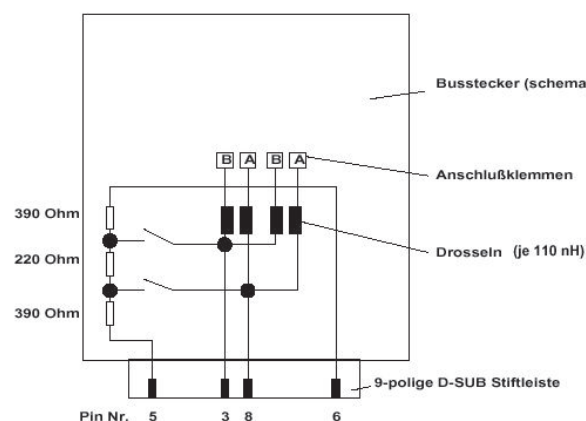 Busstecker (schema
B A B A
Anschlußklemmen
390 Ohm
Drosseln (je 110 nH)
220 Ohm
390 Ohm
9-polige D-SUB Stiftleiste
Pin Nr. 5 3 8 6